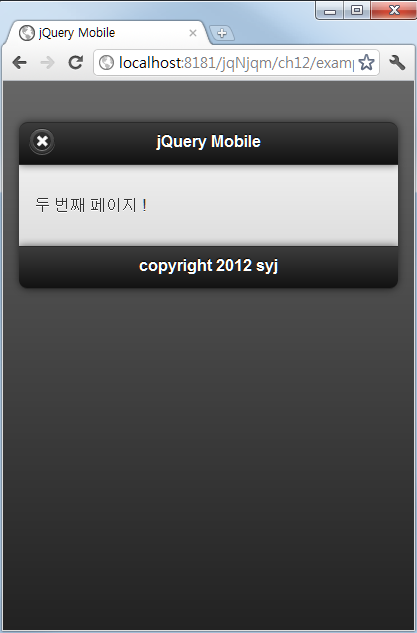 jQuery Mobile
localhost:8181/jqNjqm/ch12/examp
jQuery Mobile
두 번째 페이지 !
copyright 2012 syj